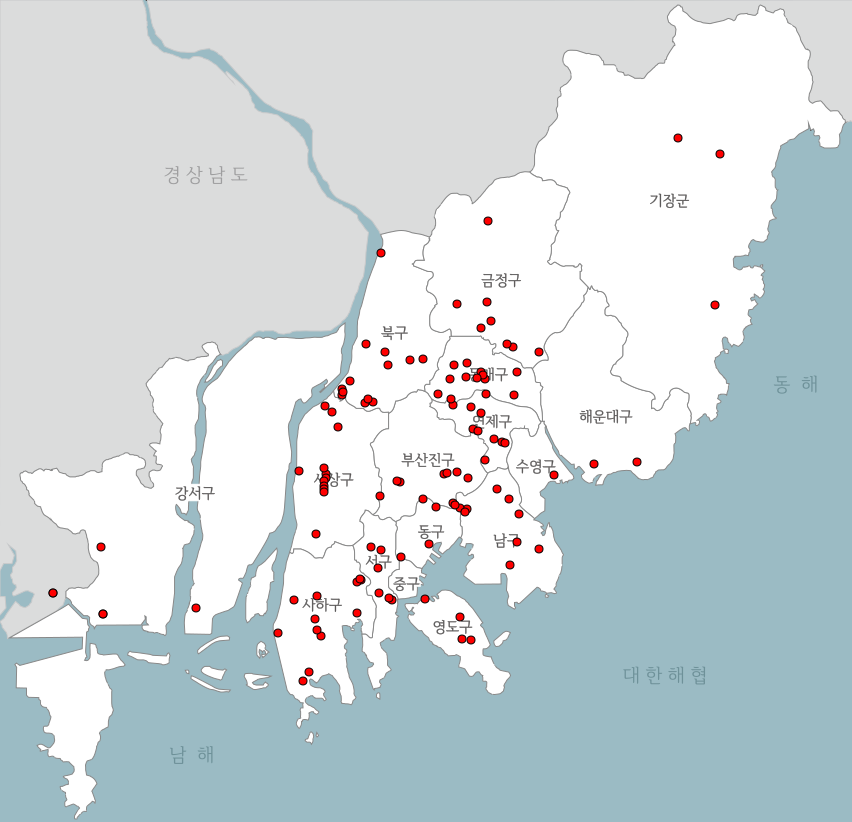 경상남도
기장군
금정구
북구
동래구
동 해
해운대구
연제구
부산진구
수영구
사상구
강서구
동구
남구
서구
중구
사하구
영도구
대한해협
남 해